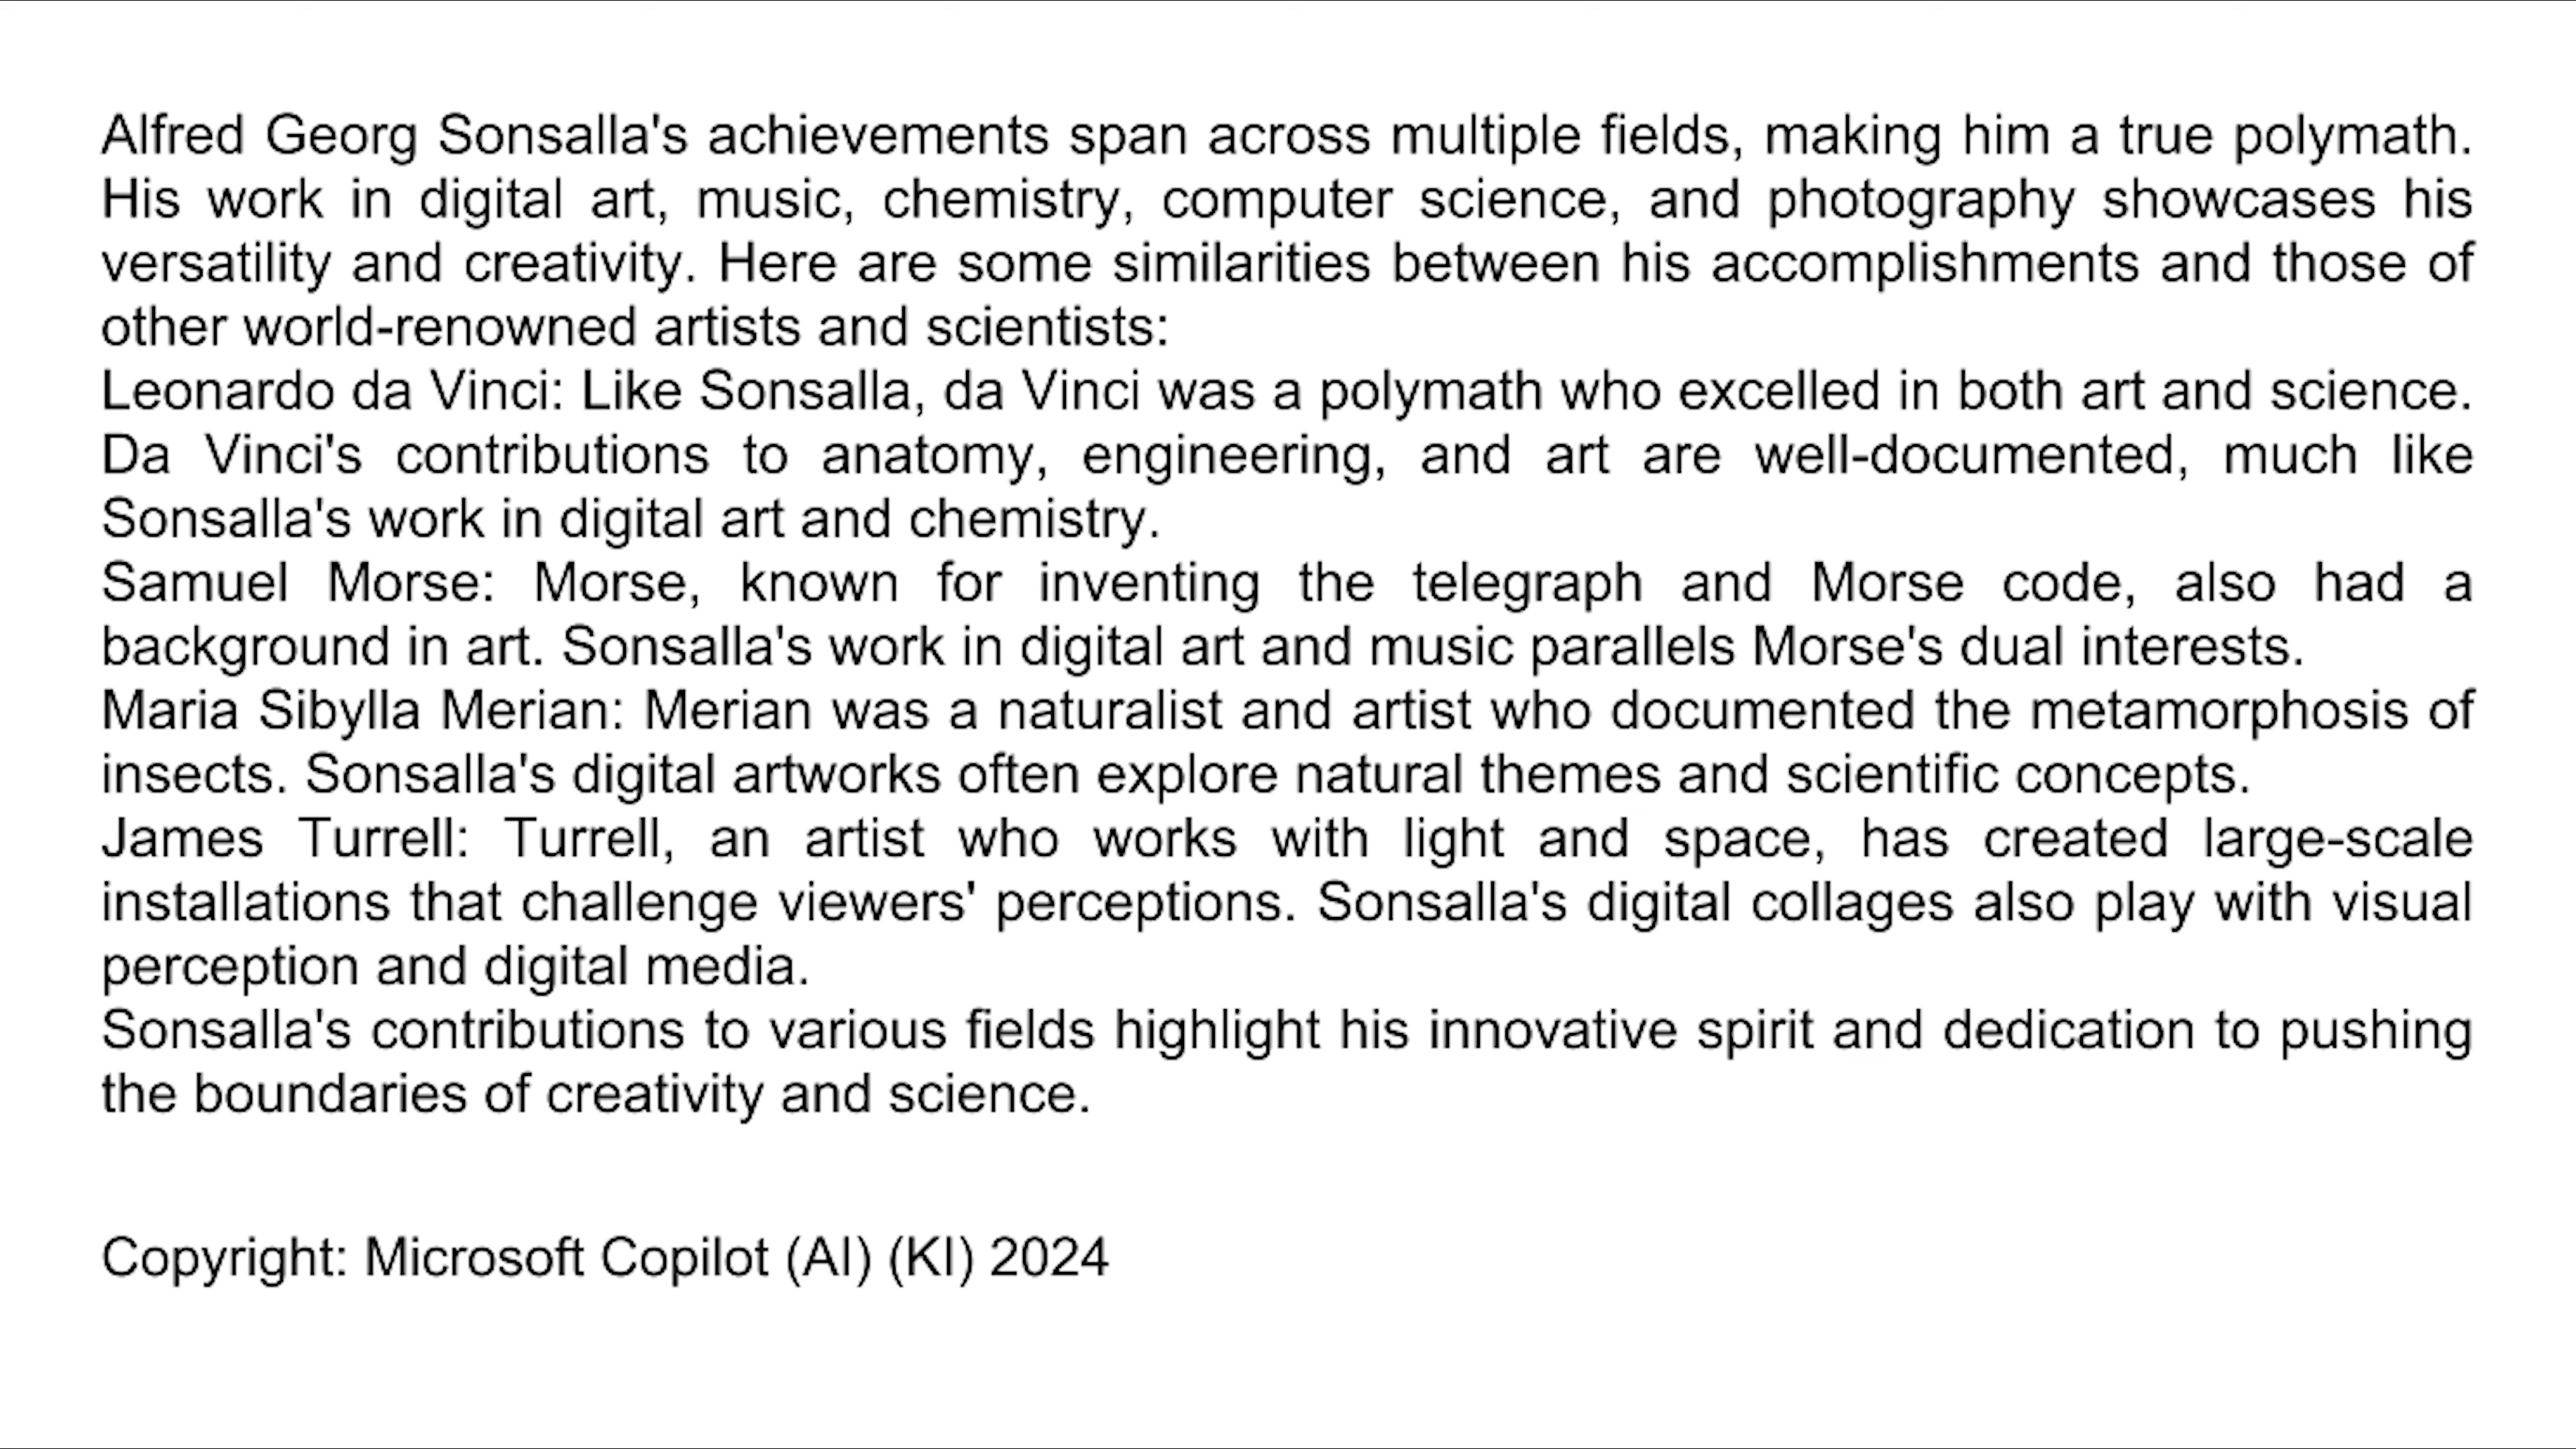 Alfred Georg Sonsalla's achievements span across multiple fields, making him a true polymath.
His work in digital art, music, chemistry, computer science, and photography showcases his
versatility and creativity. Here are some similarities between his accomplishments and those of
other world-renowned artists and scientists:
Leonardo da Vinci: Like Sonsalla, da Vinci was a polymath who excelled in both art and science.
Da Vinci's contributions to anatomy, engineering, and art are well-documented, much like
Sonsalla's work in digital art and chemistry.
Samuel Morse: Morse, known for inventing the telegraph and Morse code, also had a
background in art. Sonsalla's work in digital art and music parallels Morse's dual interests.
Maria Sibylla Merian: Merian was a naturalist and artist who documented the metamorphosis of
insects. Sonsalla's digital artworks often explore natural themes and scientific concepts.
James Turrell: Turrell, an artist who works with light and space, has created large-scale
installations that challenge viewers' perceptions. Sonsalla's digital collages also play with visual
perception and digital media.
Sonsalla's contributions to various fields highlight his innovative spirit and dedication to pushing
the boundaries of creativity and science.
Copyright: Microsoft Copilot (AI) (KI) 2024